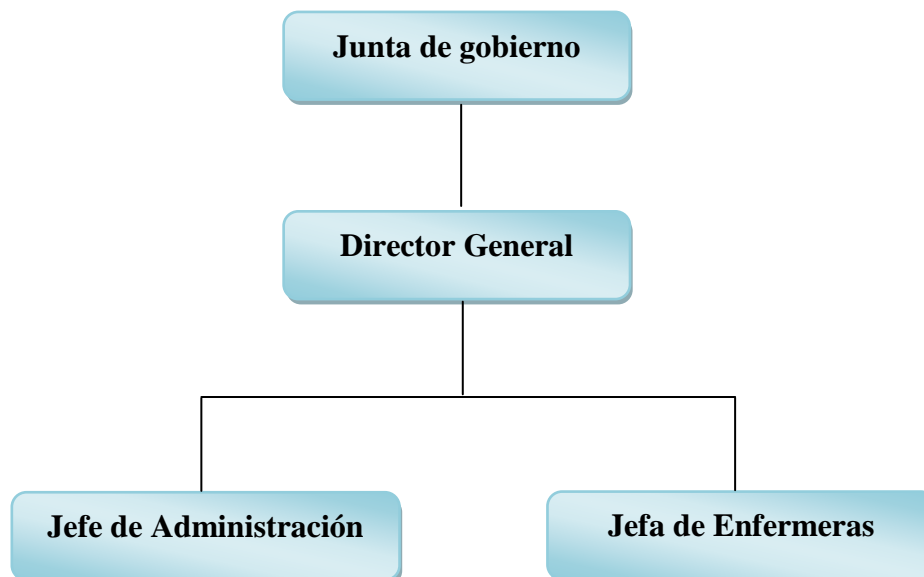 Junta de gobierno
Director General
Jefe de Administración
Jefa de Enfermeras